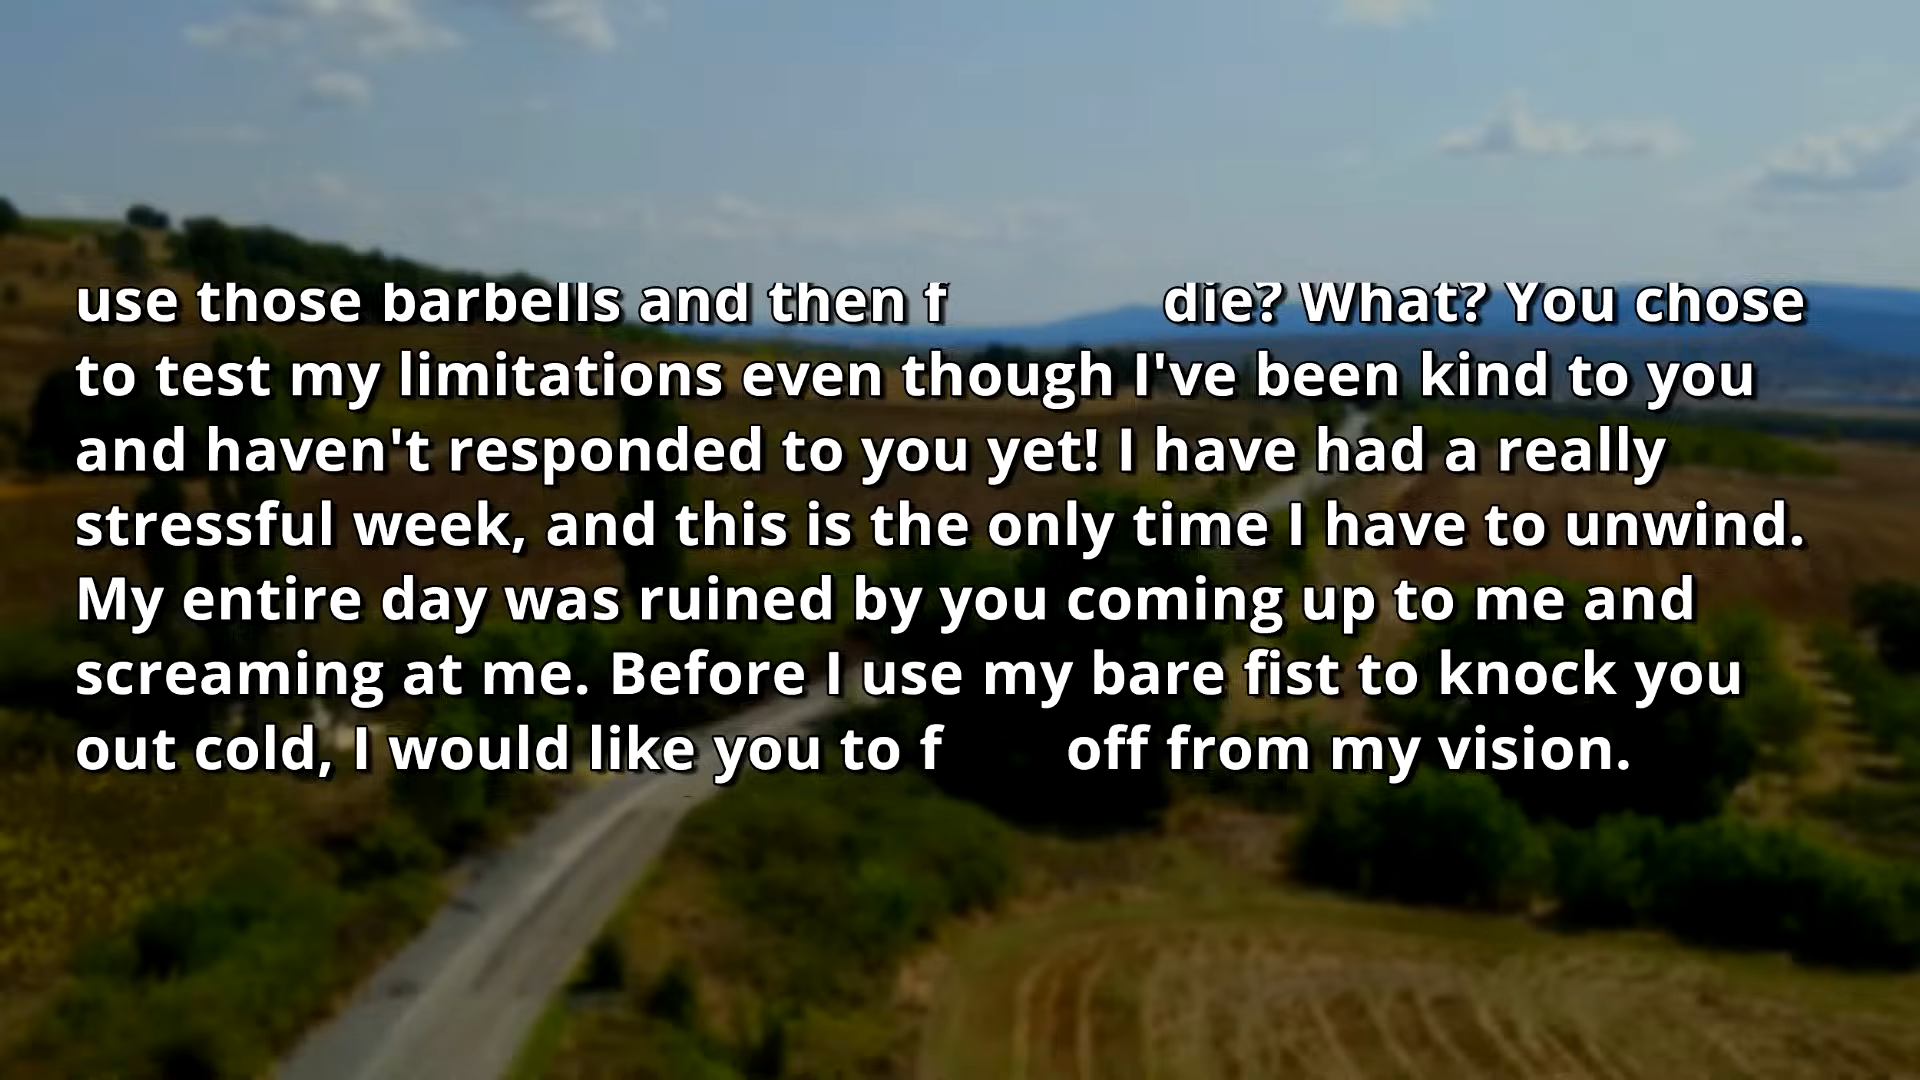 use those barbells and then f die? What? You chose
to test my limitations even though I've been kind to you
and haven't responded to you yet! I have had a really
stressful week, and this is the only time I have to unwind.
My entire day was ruined by you coming up to me and
screaming at me. Before I use my bare fist to knock you
out cold, I would like you to f off from my vision.